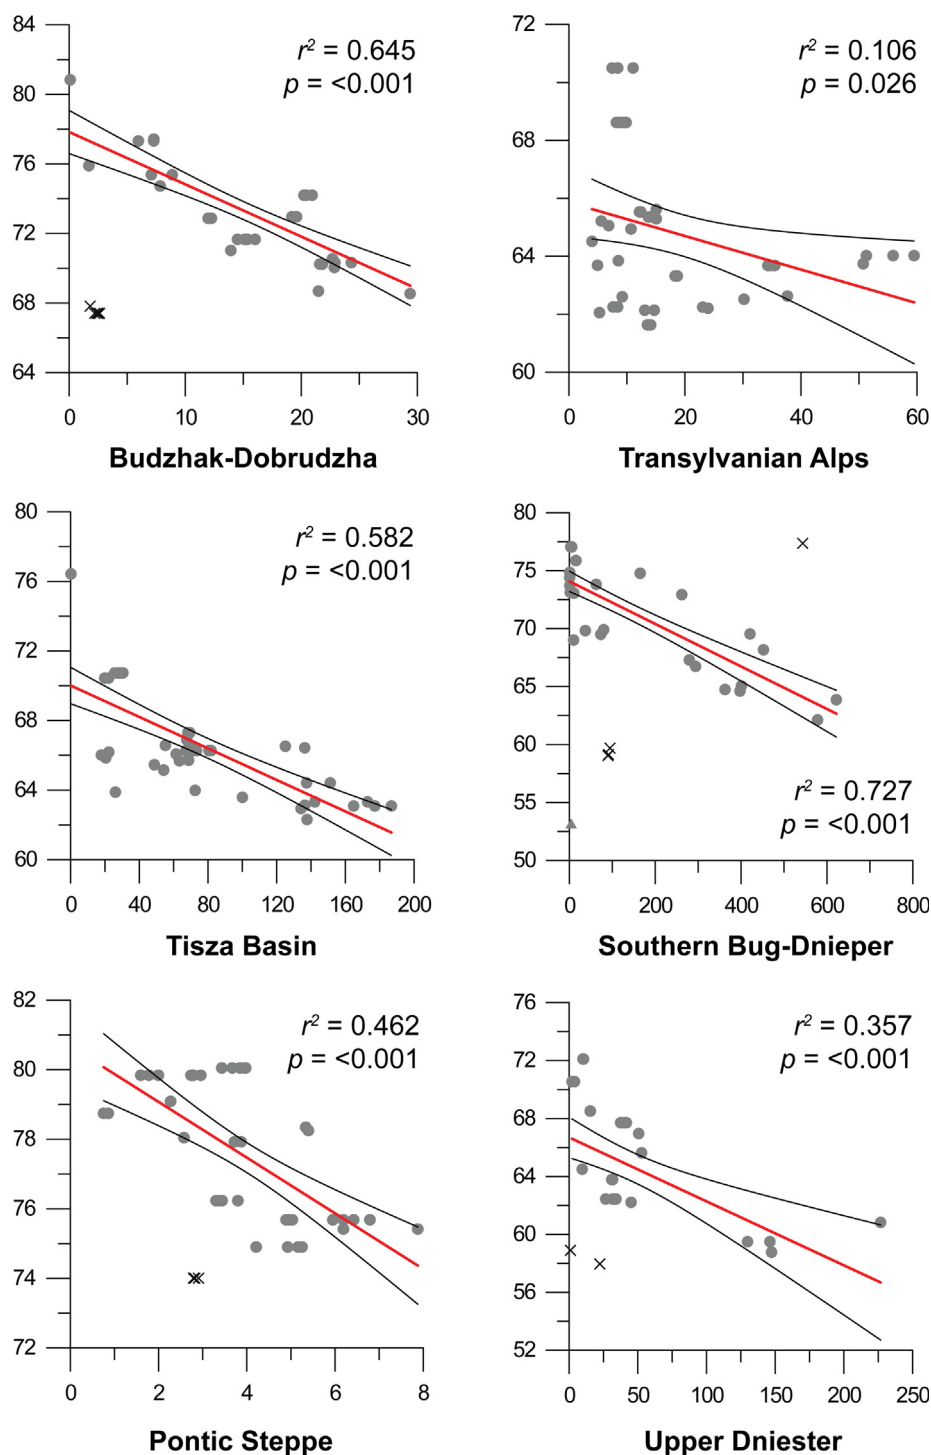 84
80
76
72
68
64
r² = 0.645
p = <0.001
0 10 20 30
Budzhak-Dobrudzha
72
68
64
60
r² = 0.106
p = 0.026
0 20 40 60
Transylvanian Alps
80
76
72
68
64
60
r² = 0.582
p = <0.001
0 40 80 120 160 200
Tisza Basin
80
75
70
65
60
55
50
r² = 0.727
p = <0.001
0 200 400 600 800
Southern Bug-Dnieper
82
80
78
76
74
72
r² = 0.462
p = <0.001
0 2 4 6 8
Pontic Steppe
76
72
68
64
60
56
52
r² = 0.357
p = <0.001
0 50 100 150 200 250
Upper Dniester